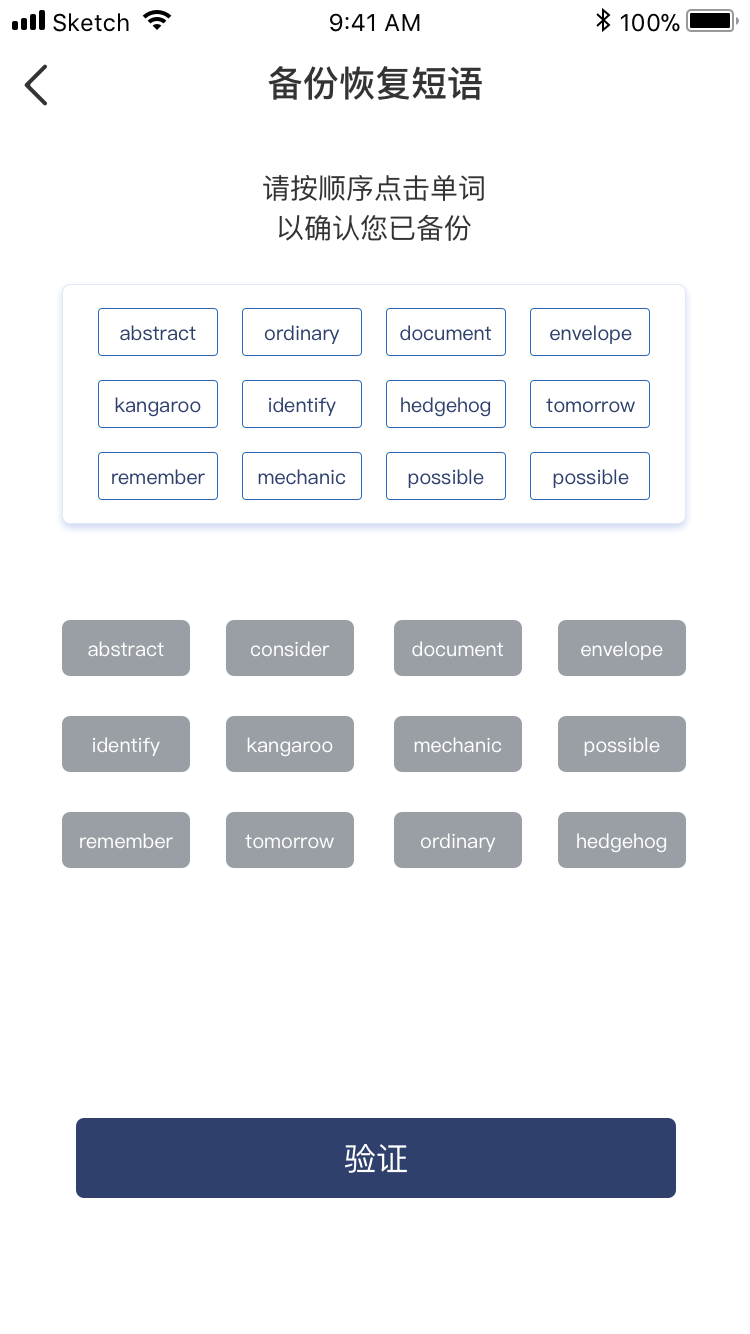 Sketch 9:41 AM 100%
备份恢复短语
请按顺序点击单词
以确认您已备份
abstract ordinary document envelope
kangaroo identify hedgehog tomorrow
remember mechanic possible possible
abstract consider document envelope
identify kangaroo mechanic possible
remember tomorrow ordinary hedgehog
验证